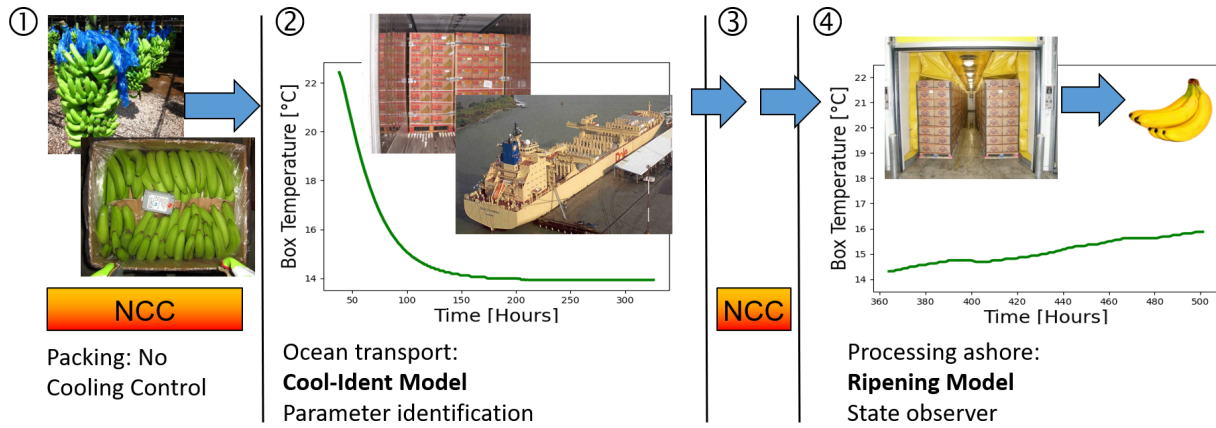 ①
NCC
Packing: No
Cooling Control
②
Box Temperature [°C]
22
20
18
16
14
50
100
150
200
250
300
Time [Hours]
Ocean transport:
Cool-Ident Model
Parameter identification
③
NCC
④
Box Temperature [°C]
22
21
20
19
18
17
16
15
14
360
380
400
420
440
460
480
500
Time [Hours]
Processing ashore:
Ripening Model
State observer